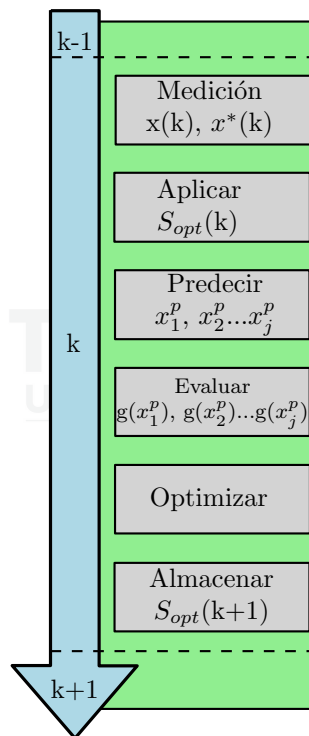 k-1
Medición
x(k), x*(k)
Aplicar
S_opt(k)
Predecir
x_1^p, x_2^p...x_j^p
k
Evaluar
g(x_1^p), g(x_2^p)...g(x_j^p)
Optimizar
Almacenar
S_opt(k+1)
k+1